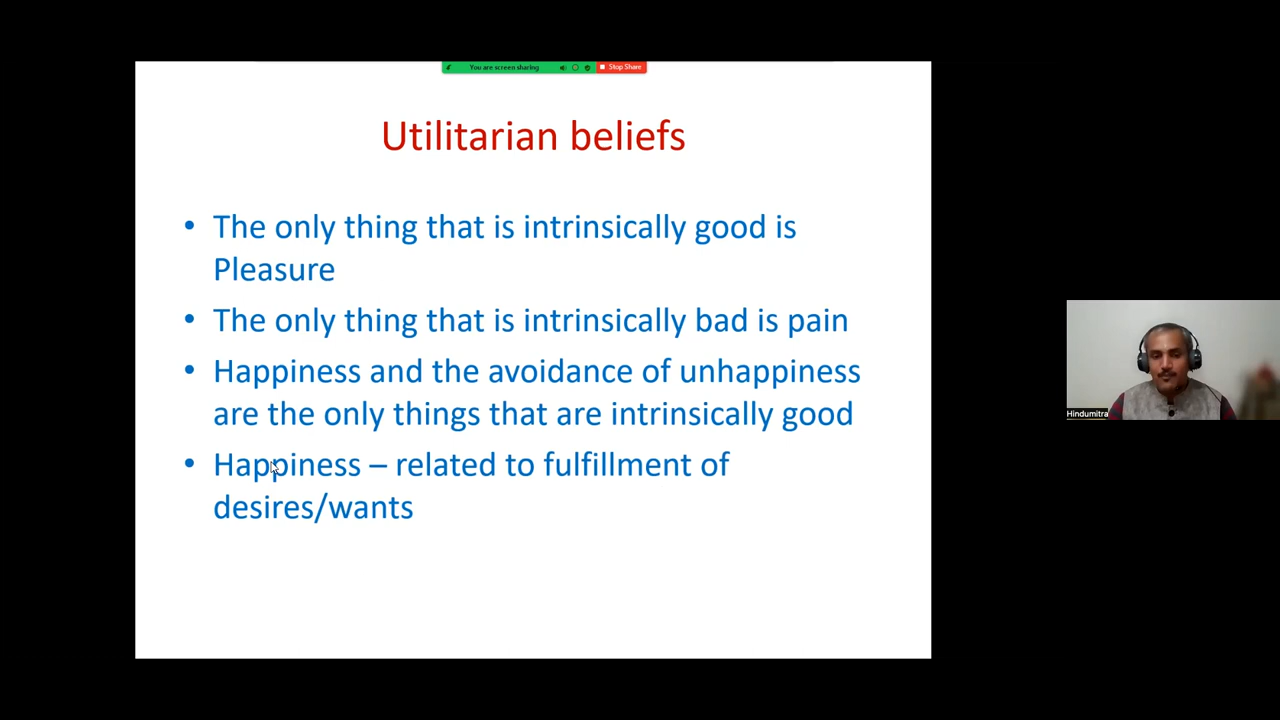 You are screen sharing
Stop Share
Utilitarian beliefs
• The only thing that is intrinsically good is
Pleasure
• The only thing that is intrinsically bad is pain
• Happiness and the avoidance of unhappiness
are the only things that are intrinsically good
• Happiness – related to fulfillment of
desires/wants
Hindumitra